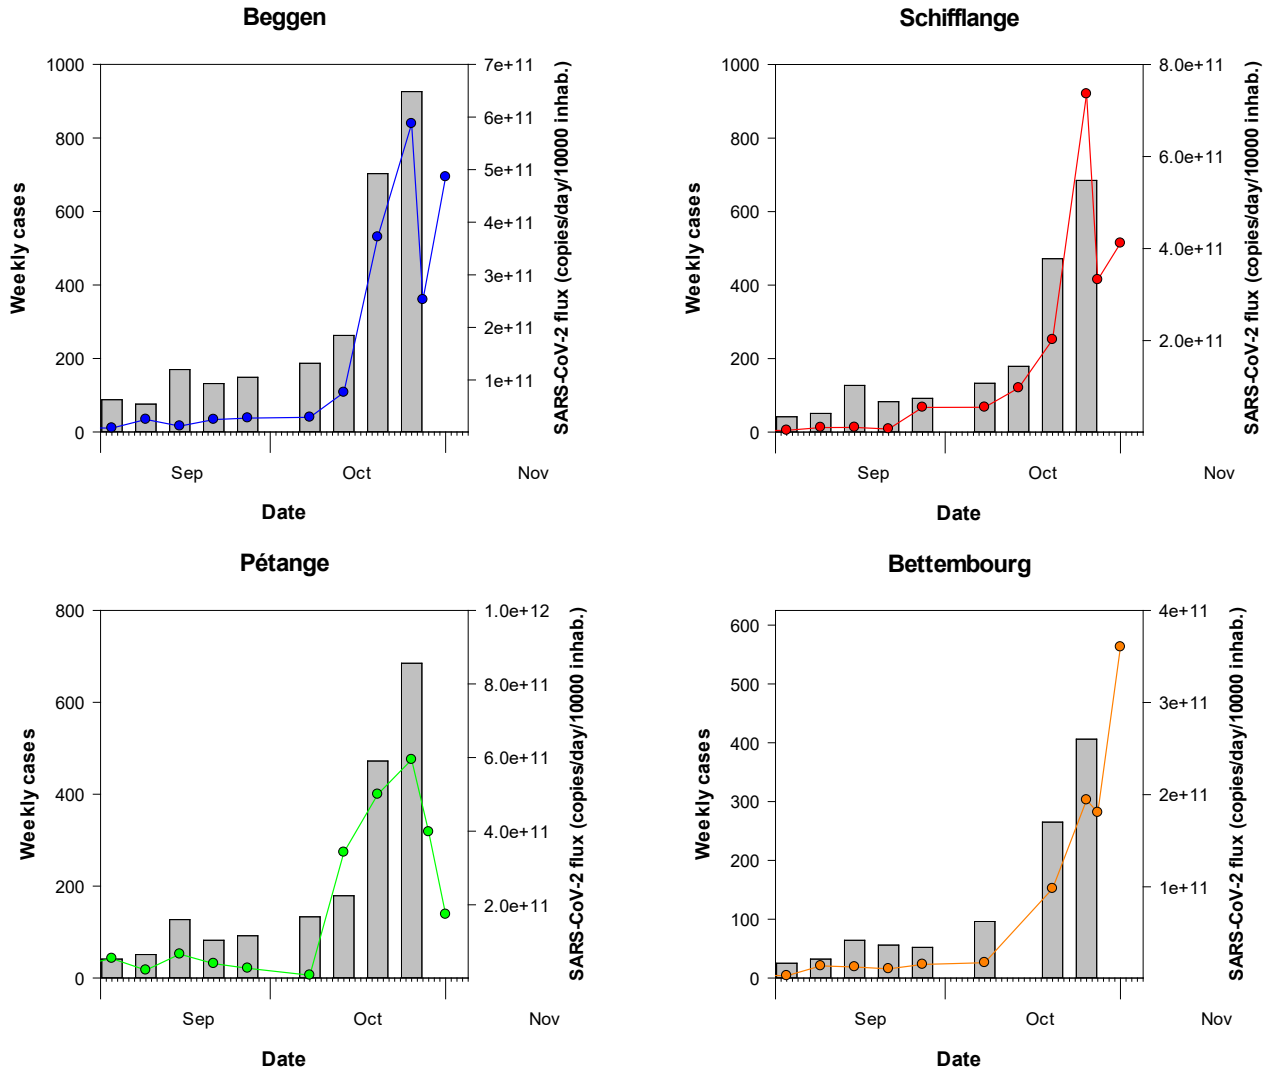 Beggen
1000
800
600
400
200
0
Weekly cases
7e+11
6e+11
5e+11
4e+11
3e+11
2e+11
1e+11
SARS-CoV-2 flux (copies/day/10000 inhab.)
Sep Oct Nov
Date
Schifflange
1000
800
600
400
200
0
Weekly cases
8.0e+11
6.0e+11
4.0e+11
2.0e+11
SARS-CoV-2 flux (copies/day/10000 inhab.)
Sep Oct Nov
Date
Pétange
800
600
400
200
0
Weekly cases
1.0e+12
8.0e+11
6.0e+11
4.0e+11
2.0e+11
SARS-CoV-2 flux (copies/day/10000 inhab.)
Sep Oct Nov
Date
Bettembourg
600
500
400
300
200
100
0
Weekly cases
4e+11
3e+11
2e+11
1e+11
SARS-CoV-2 flux (copies/day/10000 inhab.)
Sep Oct Nov
Date